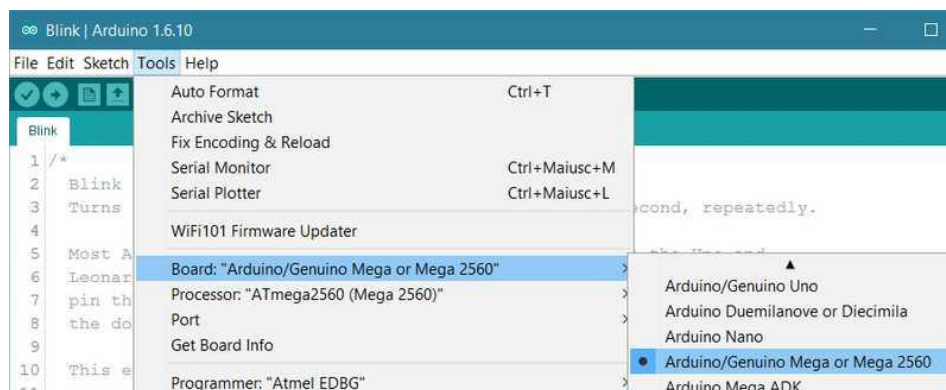 Blink | Arduino 1.6.10
File Edit Sketch Tools Help
Blink
Auto Format Ctrl+T
Archive Sketch
Fix Encoding & Reload
Serial Monitor Ctrl+Maiusc+M
Serial Plotter Ctrl+Maiusc+L
WiFi101 Firmware Updater
Board: "Arduino/Genuino Mega or Mega 2560"
Processor: "ATmega2560 (Mega 2560)"
Port
Get Board Info
Programmer: "Atmel EDBG"
Arduino/Genuino Uno
Arduino Duemilanove or Diecimila
Arduino Nano
Arduino/Genuino Mega or Mega 2560
Arduino Mega ADK
1 /*
2 Blink
3 Turns econd, repeatedly.
4
5 Most A the Uno and
6 Leonar
7 pin th
8 the do
9
10 This e